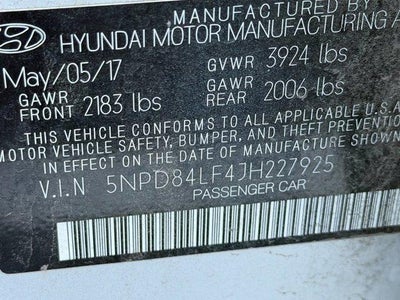 MANUFACTURED BY
HYUNDAI MOTOR MANUFACTURING A
May/05/17 GVWR 3924 lbs
GAWR FRONT 2183 lbs GAWR REAR 2006 lbs
THIS VEHICLE CONFORMS TO ALL APPLICABLE U.S.A
MOTOR VEHICLE SAFETY, BUMPER, AND THEFT PREVENTION
IN EFFECT ON THE DATE OF MANUFACTURE SHOWN
V.I.N 5NPD84LF4JH227925
PASSENGER CAR